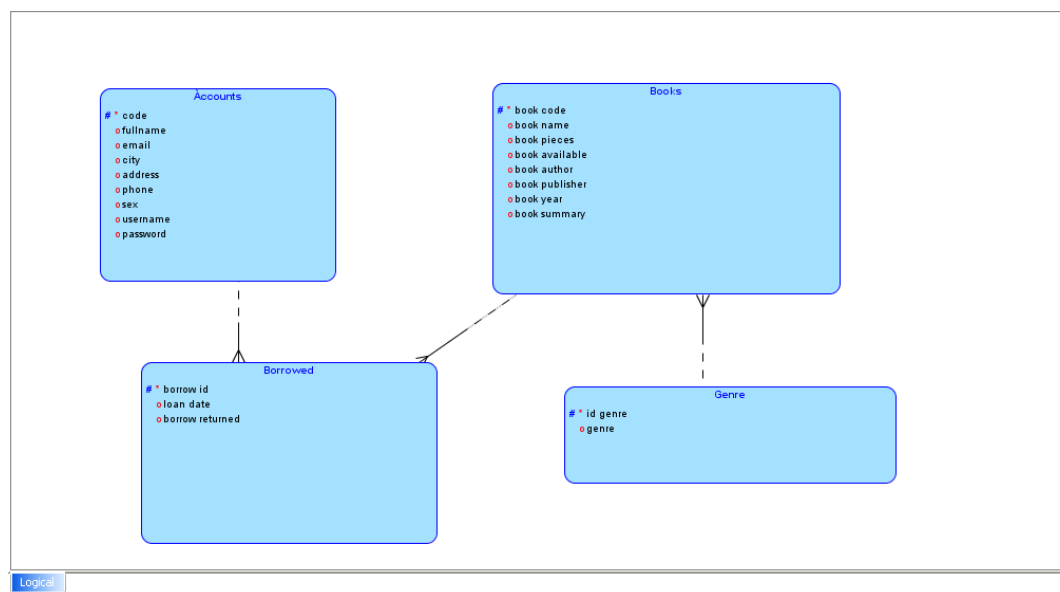 Accounts
# * code
o fullname
o email
o city
o address
o phone
o sex
o username
o password
Books
# * book code
o book name
o book pieces
o book available
o book author
o book publisher
o book year
o book summary
Borrowed
# * borrow id
o loan date
o borrow returned
Genre
# * id genre
o genre
Logical